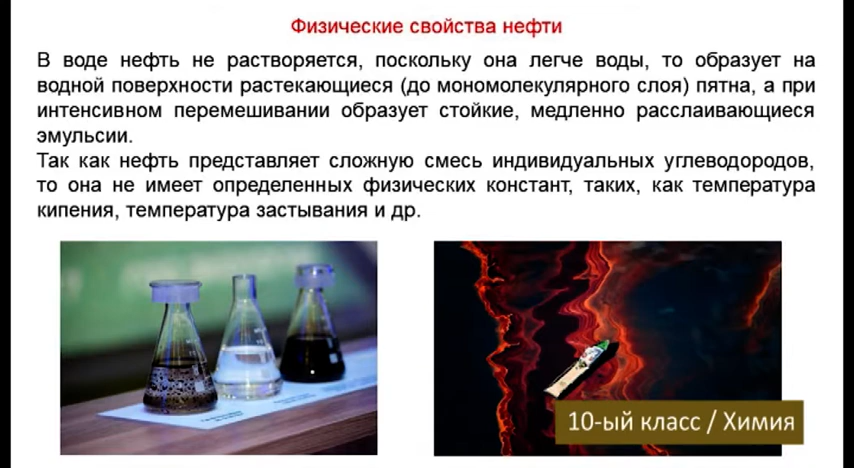 Физические свойства нефти
В воде нефть не растворяется, поскольку она легче воды, то образует на
водной поверхности растекающиеся (до мономолекулярного слоя) пятна, а при
интенсивном перемешивании образует стойкие, медленно расслаивающиеся
эмульсии.
Так как нефть представляет сложную смесь индивидуальных углеводородов,
то она не имеет определенных физических констант, таких, как температура
кипения, температура застывания и др.
10-ый класс / Химия